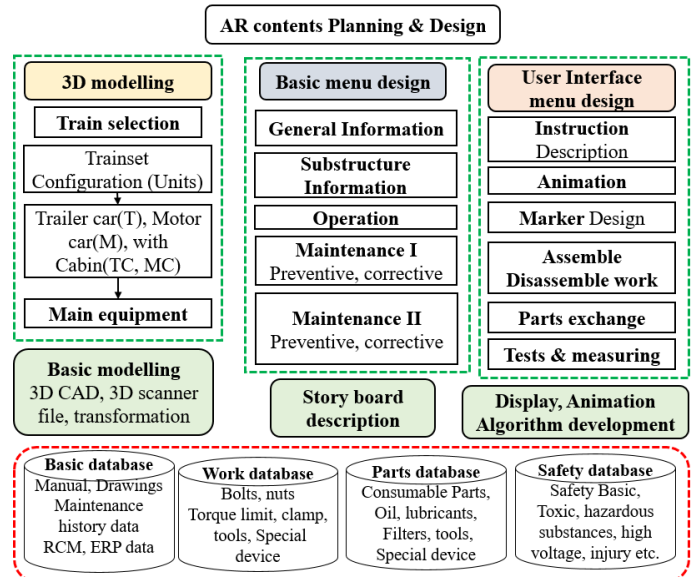 AR contents Planning & Design
3D modelling
Train selection
Trainset
Configuration (Units)
Trailer car(T), Motor
car(M), with
Cabin(TC, MC)
Main equipment
Basic modelling
3D CAD, 3D scanner
file, transformation
Basic menu design
General Information
Substructure
Information
Operation
Maintenance I
Preventive, corrective
Maintenance II
Preventive, corrective
Story board
description
User Interface
menu design
Instruction
Description
Animation
Marker Design
Assemble
Disassemble work
Parts exchange
Tests & measuring
Display, Animation
Algorithm development
Basic database
Manual, Drawings
Maintenance
history data
RCM, ERP data
Work database
Bolts, nuts
Torque limit, clamp,
tools, Special
device
Parts database
Consumable Parts,
Oil, lubricants,
Filters, tools,
Special device
Safety database
Safety Basic,
Toxic, hazardous
substances, high
voltage, injury etc.